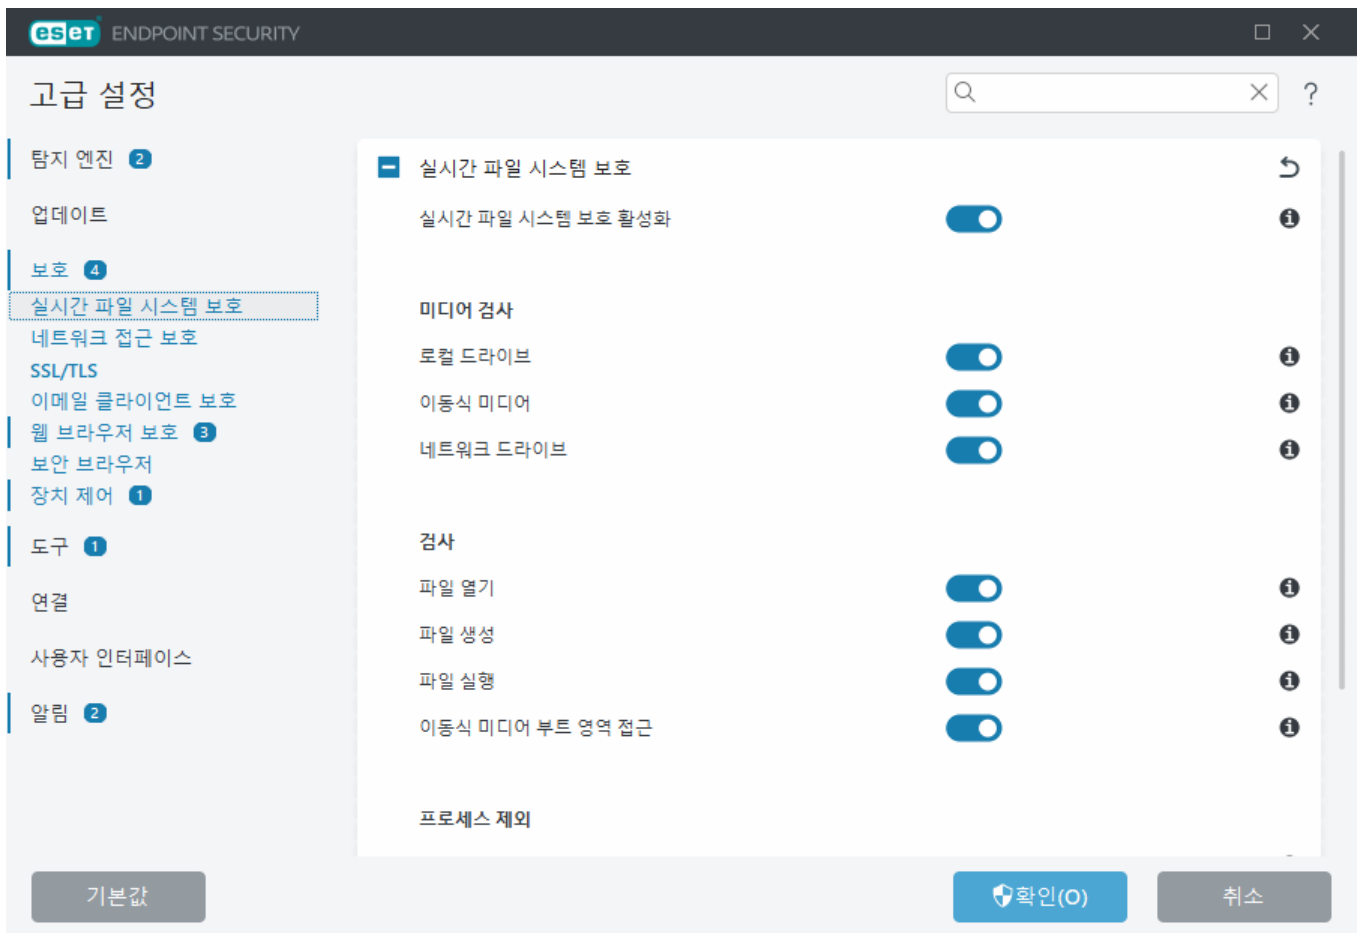 eset ENDPOINT SECURITY
고급 설정
?
탐지 엔진 2
업데이트
보호 4
실시간 파일 시스템 보호
네트워크 접근 보호
SSL/TLS
이메일 클라이언트 보호
웹 브라우저 보호 3
보안 브라우저
장치 제어 1
도구 1
연결
사용자 인터페이스
알림 2
실시간 파일 시스템 보호
실시간 파일 시스템 보호 활성화
미디어 검사
로컬 드라이브
이동식 미디어
네트워크 드라이브
검사
파일 열기
파일 생성
파일 실행
이동식 미디어 부트 영역 접근
프로세스 제외
기본값
확인(O)
취소